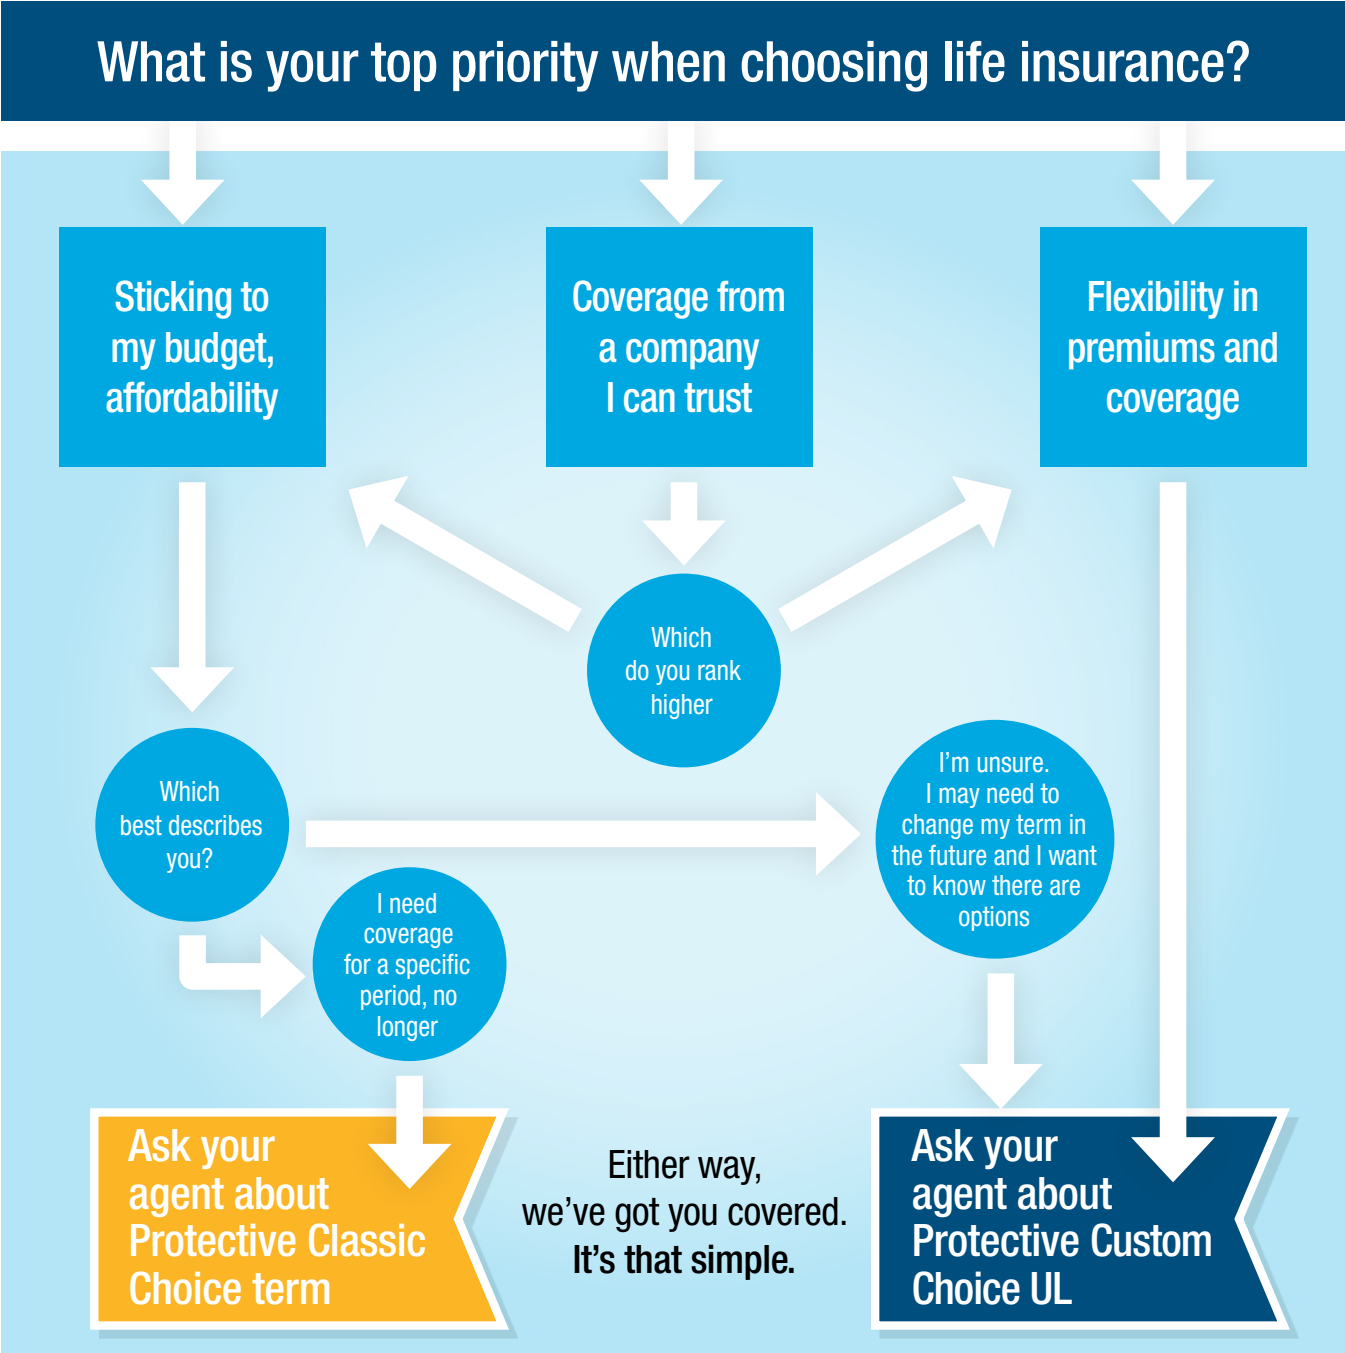 What is your top priority when choosing life insurance?
Sticking to
my budget,
affordability
Coverage from
a company
I can trust
Flexibility in
premiums and
coverage
Which
do you rank
higher
Which
best describes
you?
I'm unsure.
I may need to
change my term in
the future and I want
to know there are
options
I need
coverage
for a specific
period, no
longer
Ask your
agent about
Protective Classic
Choice term
Either way,
we've got you covered.
It's that simple.
Ask your
agent about
Protective Custom
Choice UL